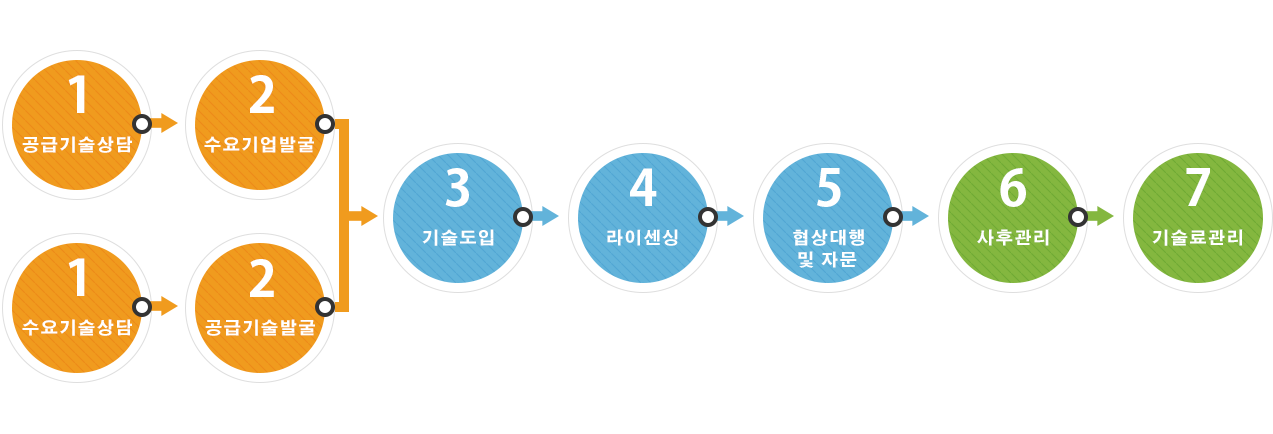 1
공급기술상담
2
수요기업발굴
1
수요기술상담
2
공급기술발굴
3
기술도입
4
라이센싱
5
협상대행
및 자문
6
사후관리
7
기술료관리